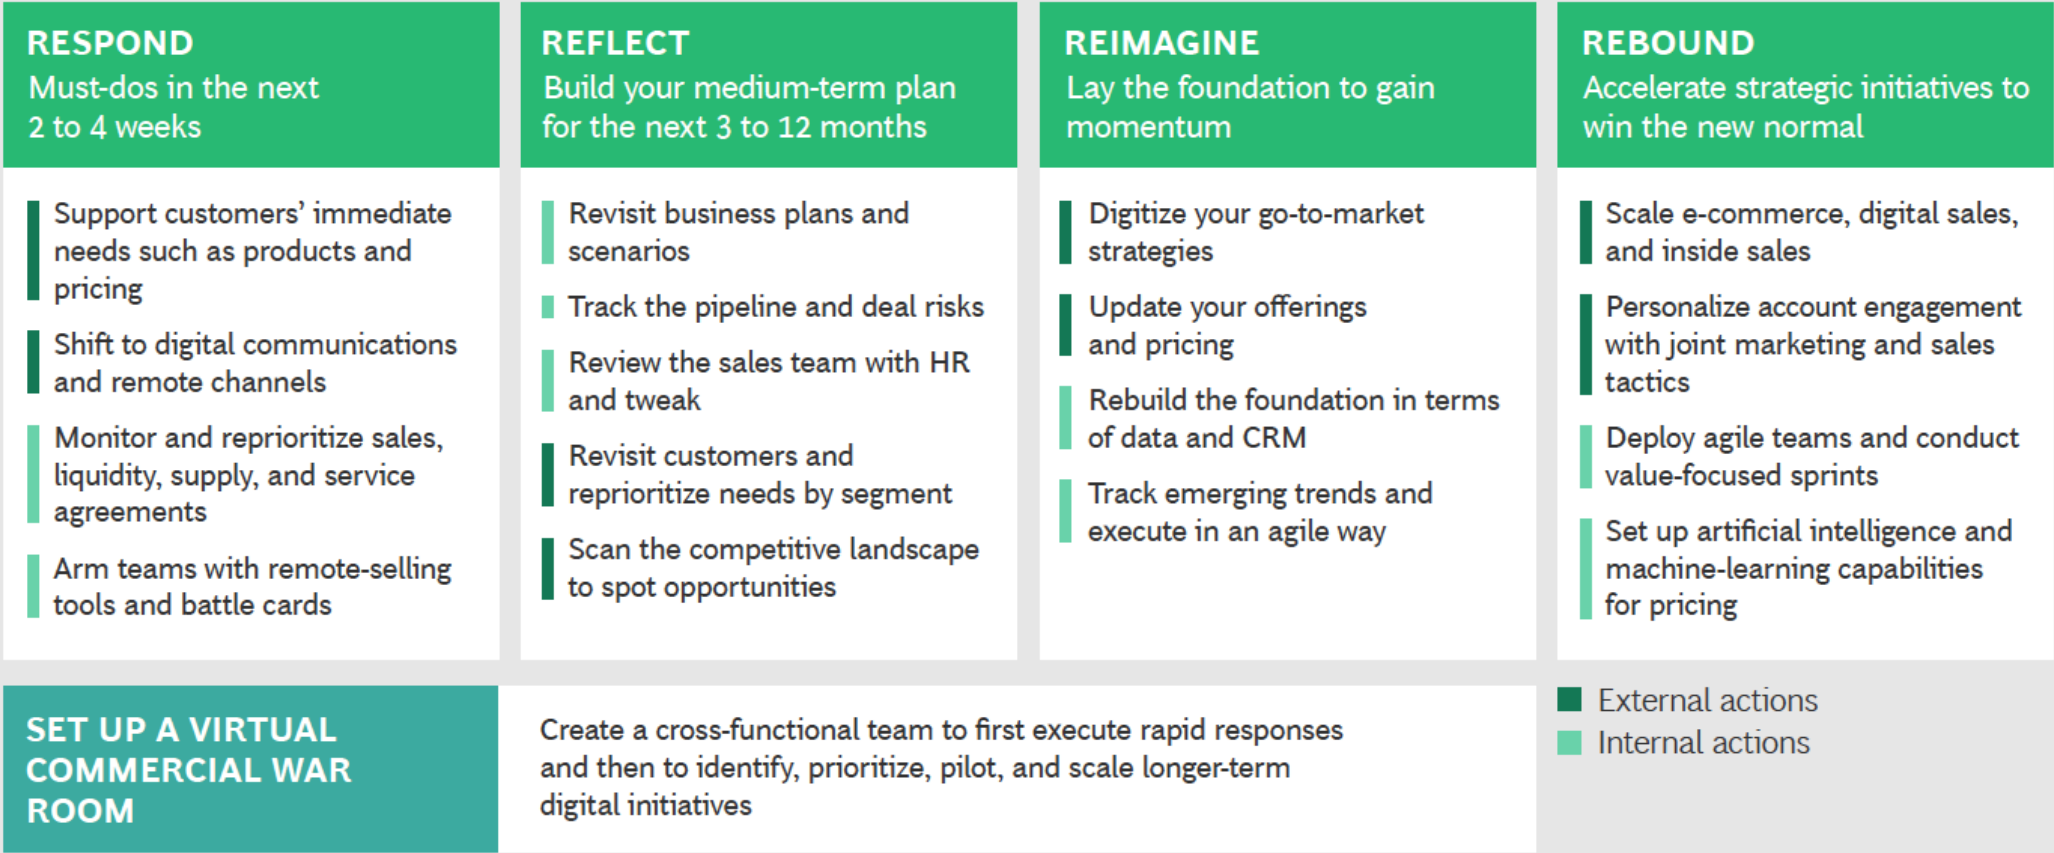 RESPOND
Must-dos in the next
2 to 4 weeks
Support customers’ immediate
needs such as products and
pricing
Shift to digital communications
and remote channels
Monitor and reprioritize sales,
liquidity, supply, and service
agreements
Arm teams with remote-selling
tools and battle cards
REFLECT
Build your medium-term plan
for the next 3 to 12 months
Revisit business plans and
scenarios
Track the pipeline and deal risks
Review the sales team with HR
and tweak
Revisit customers and
reprioritize needs by segment
Scan the competitive landscape
to spot opportunities
REIMAGINE
Lay the foundation to gain
momentum
Digitize your go-to-market
strategies
Update your offerings
and pricing
Rebuild the foundation in terms
of data and CRM
Track emerging trends and
execute in an agile way
REBOUND
Accelerate strategic initiatives to
win the new normal
Scale e-commerce, digital sales,
and inside sales
Personalize account engagement
with joint marketing and sales
tactics
Deploy agile teams and conduct
value-focused sprints
Set up artificial intelligence and
machine-learning capabilities
for pricing
SET UP A VIRTUAL
COMMERCIAL WAR
ROOM
Create a cross-functional team to first execute rapid responses
and then to identify, prioritize, pilot, and scale longer-term
digital initiatives
External actions
Internal actions